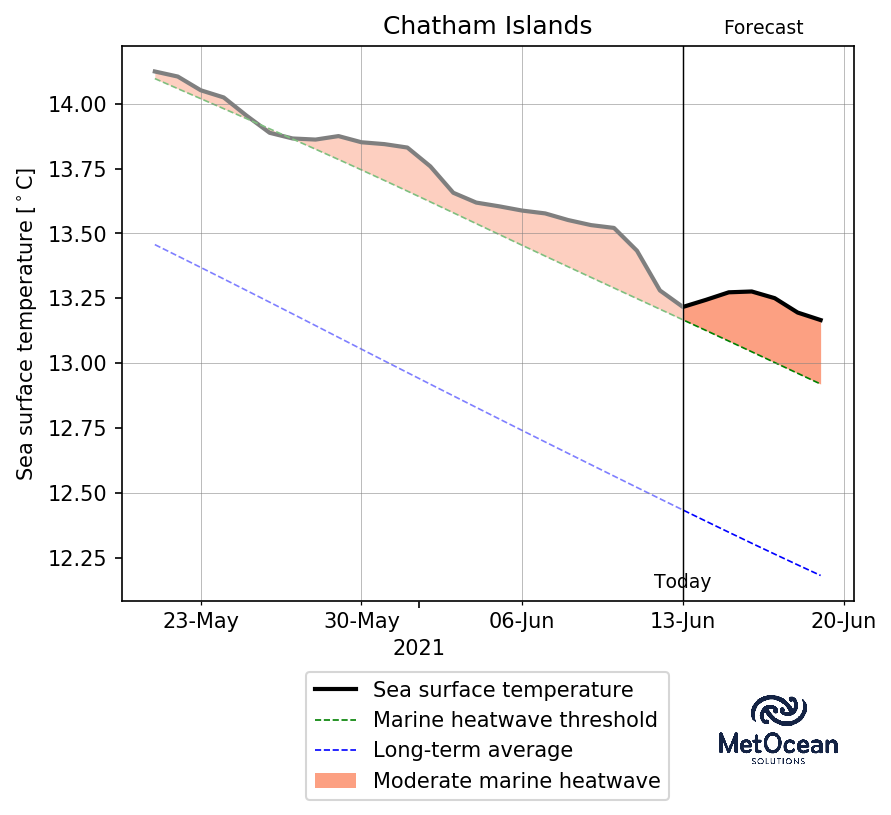 Chatham Islands
Forecast
Sea surface temperature [°C]
14.00
13.75
13.50
13.25
13.00
12.75
12.50
12.25
Today
23-May
30-May
06-Jun
13-Jun
20-Jun
2021
Sea surface temperature
Marine heatwave threshold
Long-term average
Moderate marine heatwave
MetOcean
SOLUTIONS